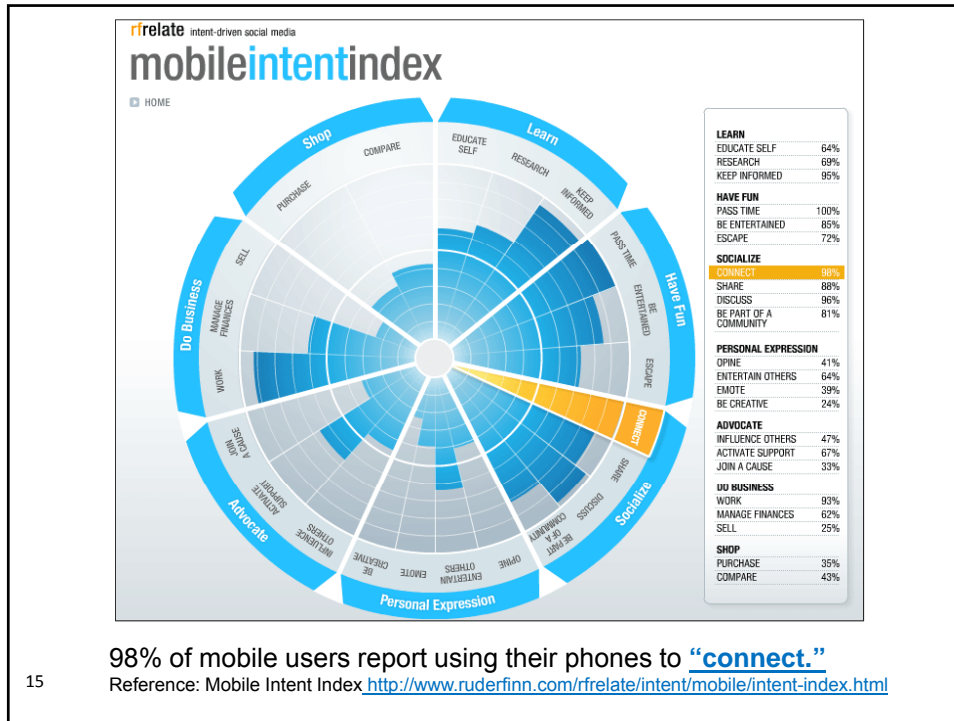 rfrelate intent-driven social media
mobileintentindex
HOME
Shop
Learn
Have Fun
Socialize
Personal Expression
Advocate
Do Business
COMPARE
PURCHASE
EDUCATE
SELF
RESEARCH
KEEP
INFORMED
PASS TIME
BE
ENTERTAINED
ESCAPE
CONNECT
SHARE
DISCUSS
BE PART
OF A
COMMUNITY
OPINE
ENTERTAIN
OTHERS
EMOTE
BE
CREATIVE
INFLUENCE
OTHERS
ACTIVATE
SUPPORT
JOIN
A CAUSE
WORK
MANAGE
FINANCES
SELL
LEARN
EDUCATE SELF 64%
RESEARCH 69%
KEEP INFORMED 95%
HAVE FUN
PASS TIME 100%
BE ENTERTAINED 85%
ESCAPE 72%
SOCIALIZE
CONNECT 98%
SHARE 88%
DISCUSS 96%
BE PART OF A 81%
COMMUNITY
PERSONAL EXPRESSION
OPINE 41%
ENTERTAIN OTHERS 64%
EMOTE 39%
BE CREATIVE 24%
ADVOCATE
INFLUENCE OTHERS 47%
ACTIVATE SUPPORT 67%
JOIN A CAUSE 33%
DO BUSINESS
WORK 93%
MANAGE FINANCES 62%
SELL 25%
SHOP
PURCHASE 35%
COMPARE 43%
98% of mobile users report using their phones to “connect.”
15
Reference: Mobile Intent Index http://www.ruderfinn.com/rfrelate/intent/mobile/intent-index.html